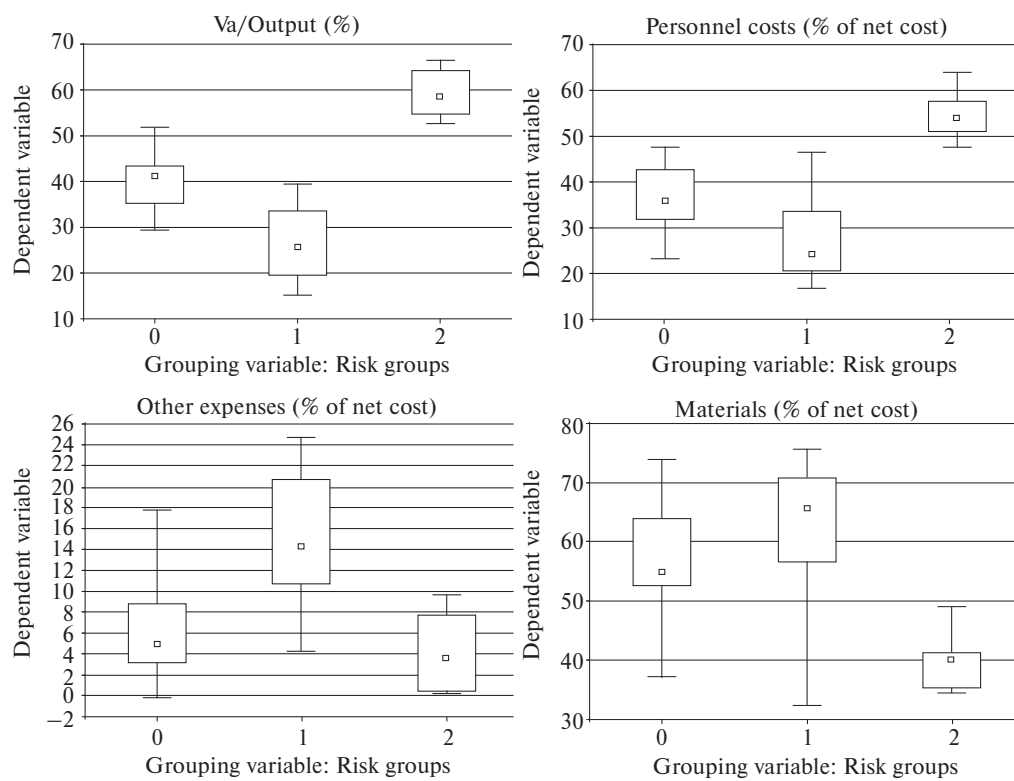 Va/Output (%)
Dependent variable
70
60
50
40
30
20
10
0 1 2
Grouping variable: Risk groups
Personnel costs (% of net cost)
Dependent variable
70
60
50
40
30
20
10
0 1 2
Grouping variable: Risk groups
Other expenses (% of net cost)
Dependent variable
26
24
22
20
18
16
14
12
10
8
6
4
2
0
−2
0 1 2
Grouping variable: Risk groups
Materials (% of net cost)
Dependent variable
80
70
60
50
40
30
0 1 2
Grouping variable: Risk groups